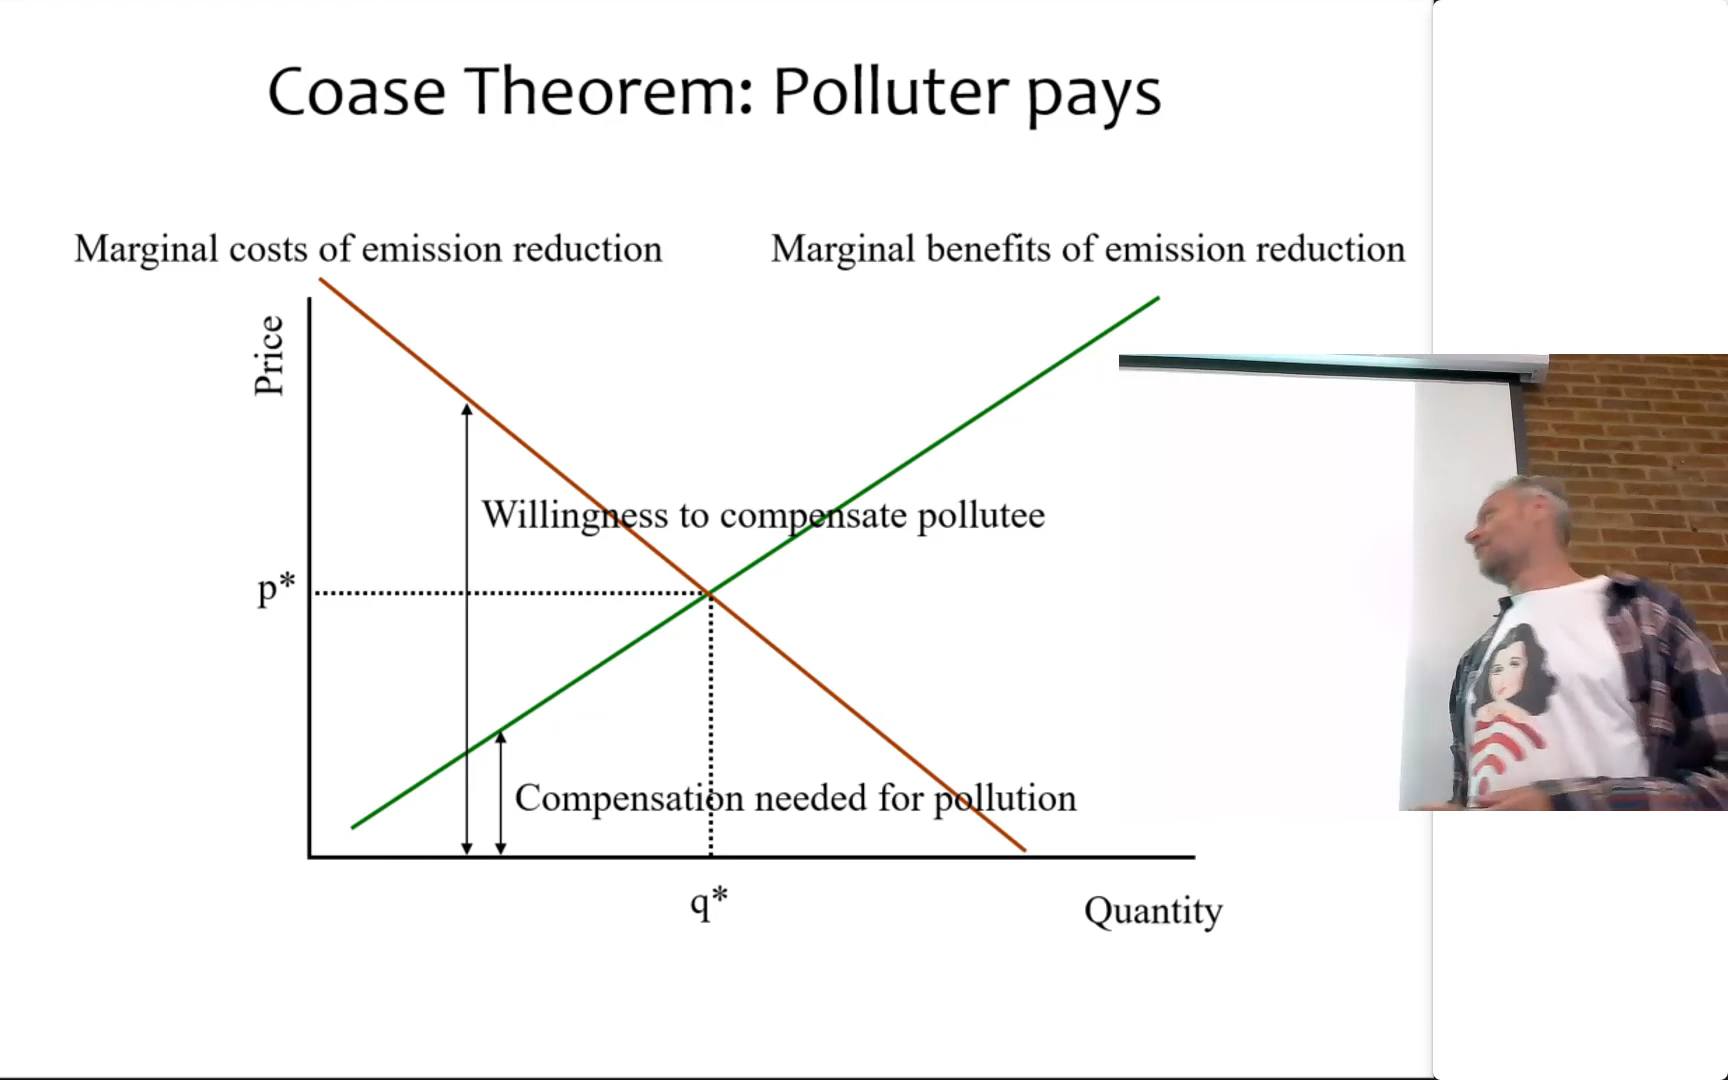 Coase Theorem: Polluter pays
Marginal costs of emission reduction
Marginal benefits of emission reduction
Price
Willingness to compensate pollutee
p*
Compensation needed for pollution
q*
Quantity